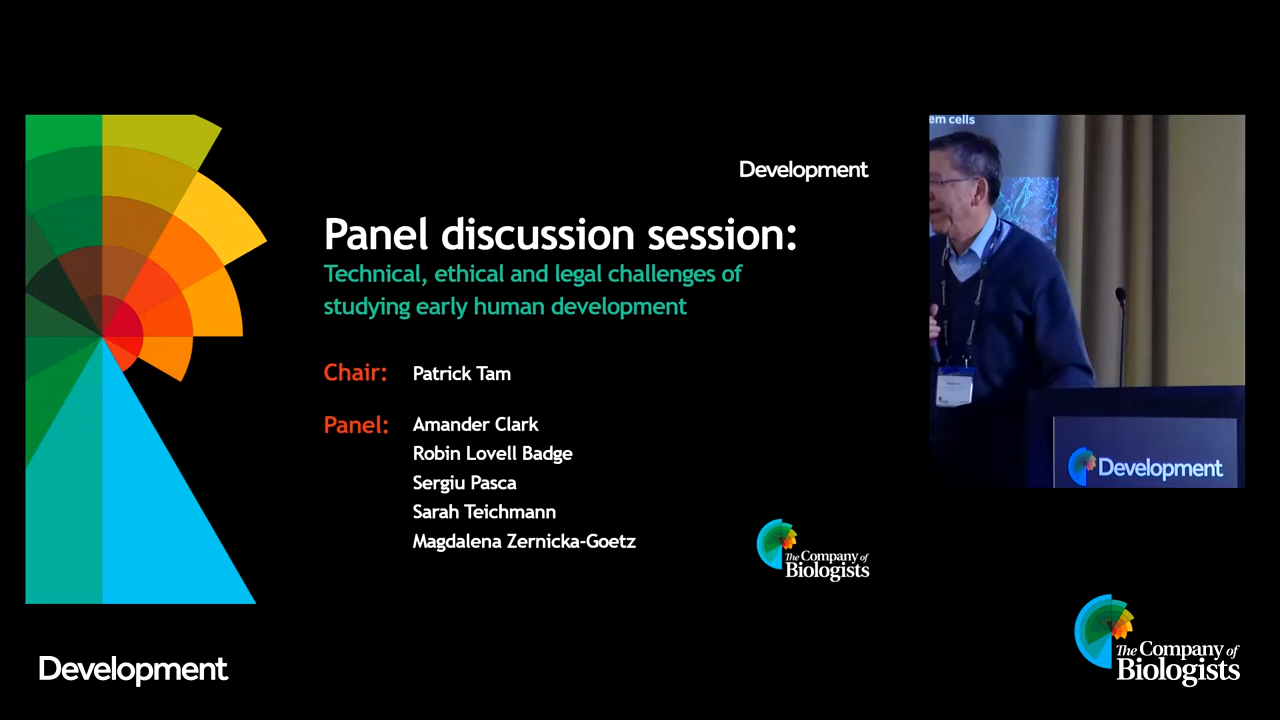 Development
Panel discussion session:
Technical, ethical and legal challenges of
studying early human development
Chair: Patrick Tam
Panel: Amander Clark
Robin Lovell Badge
Sergiu Pasca
Sarah Teichmann
Magdalena Zernicka-Goetz
The Company of
Biologists
em cells
Development
Development
The Company of
Biologists